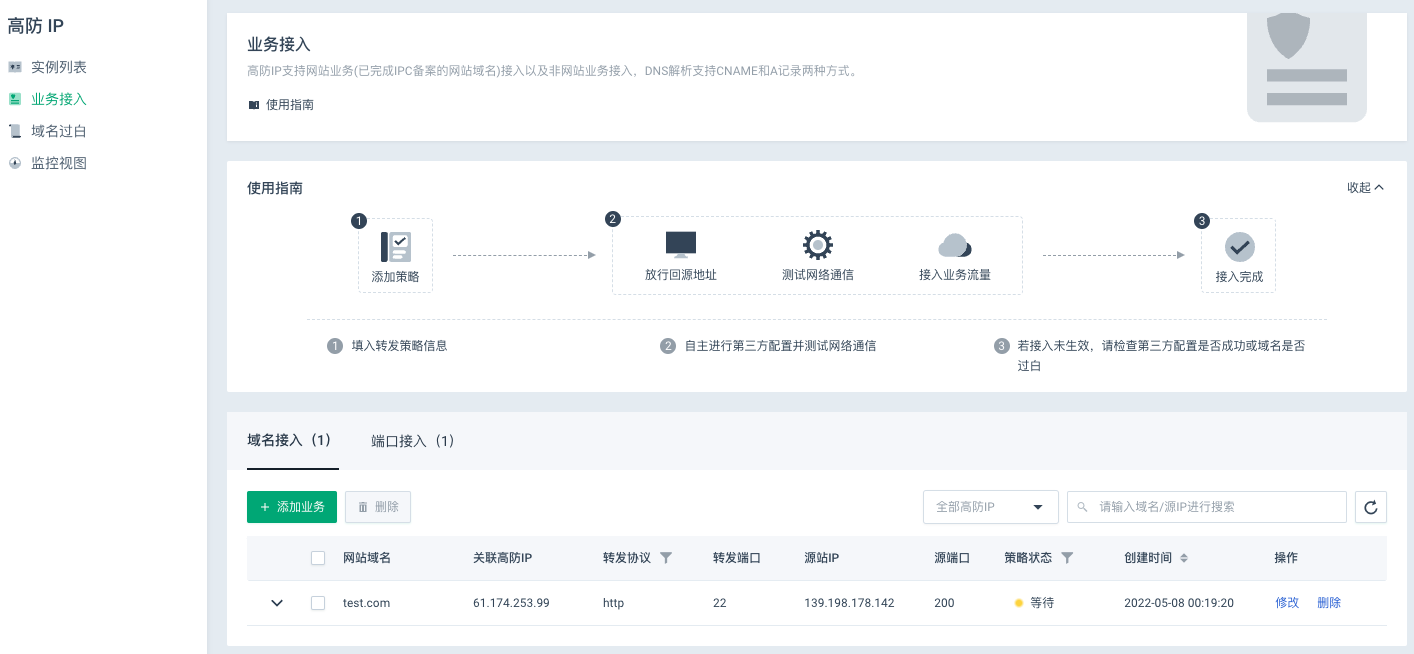 高防 IP
实例列表
业务接入
域名过白
监控视图
业务接入
高防IP支持网站业务(已完成IPC备案的网站域名)接入以及非网站业务接入，DNS解析支持CNAME和A记录两种方式。
使用指南
使用指南
收起
1
添加策略
2
放行回源地址
测试网络通信
接入业务流量
3
接入完成
1 填入转发策略信息
2 自主进行第三方配置并测试网络通信
3 若接入未生效，请检查第三方配置是否成功或域名是否
过白
域名接入（1） 端口接入（1）
+ 添加业务 删除 全部高防IP 请输入域名/源IP进行搜索
网站域名 关联高防IP 转发协议 转发端口 源站IP 源端口 策略状态 创建时间 操作
test.com 61.174.253.99 http 22 139.198.178.142 200 等待 2022-05-08 00:19:20 修改 删除